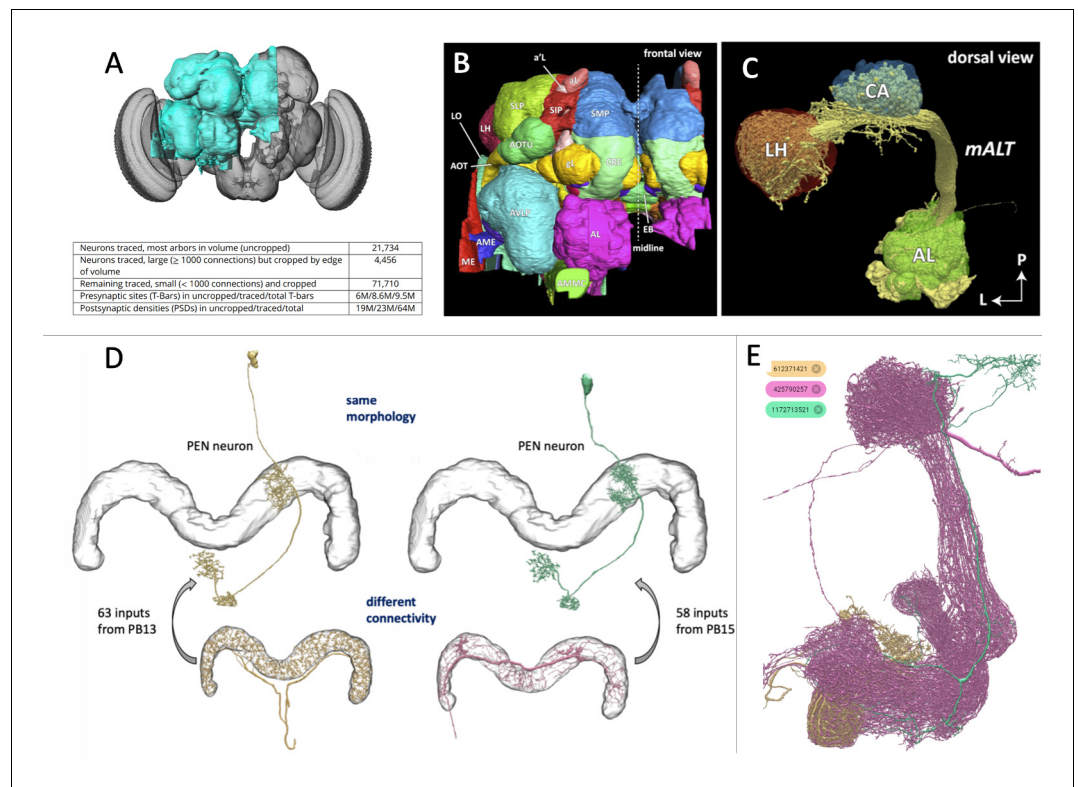 A
Neurons traced, most arbors in volume (uncropped) 21,734
Neurons traced, large (≥ 1000 connections) but cropped by edge 4,456
of volume
Remaining traced, small (< 1000 connections) and cropped 71,710
Presynaptic sites (T-Bars) in uncropped/traced/total T-bars 6M/8.6M/9.5M
Postsynaptic densities (PSDs) in uncropped/traced/total 19M/23M/64M
B
frontal view
a'L
aL
LO
SLP
SIP
SMP
LH
AOTU
AOT
CRE
AVLP
AME
AL
EB
ME
midline
AMMC
C
dorsal view
CA
LH
mALT
AL
P
L
D
same
morphology
PEN neuron
PEN neuron
different
connectivity
63 inputs
from PB13
58 inputs
from PB15
E
612371421
425790257
1172713521